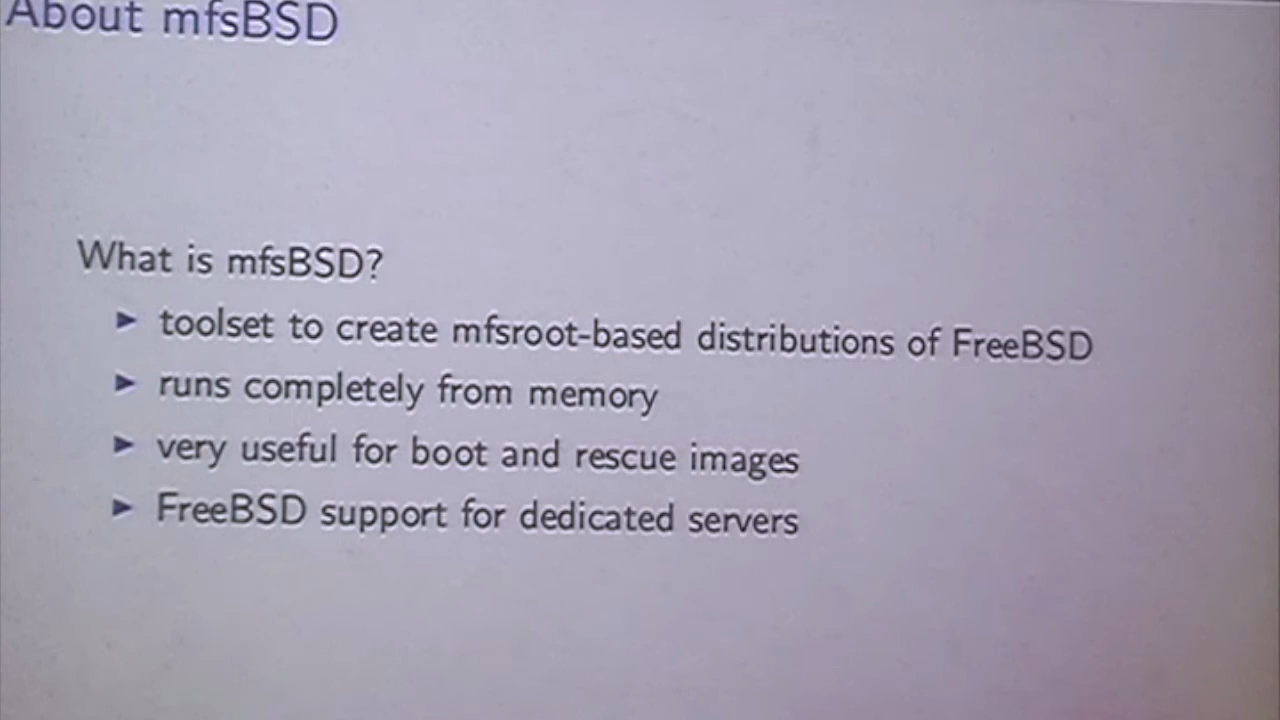 About mfsBSD
What is mfsBSD?
▶ toolset to create mfsroot-based distributions of FreeBSD
▶ runs completely from memory
▶ very useful for boot and rescue images
▶ FreeBSD support for dedicated servers